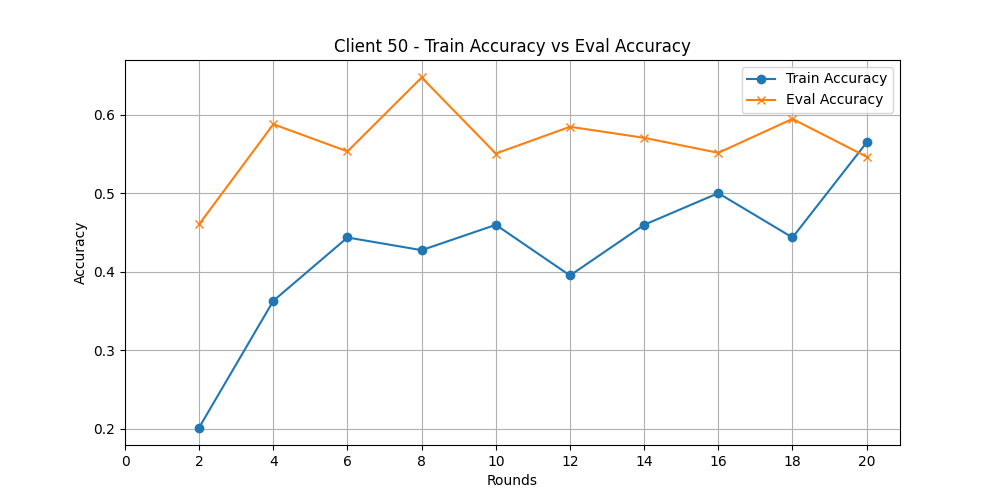 Client 50 - Train Accuracy vs Eval Accuracy
Train Accuracy
Eval Accuracy
Accuracy
0.6
0.5
0.4
0.3
0.2
0 2 4 6 8 10 12 14 16 18 20
Rounds